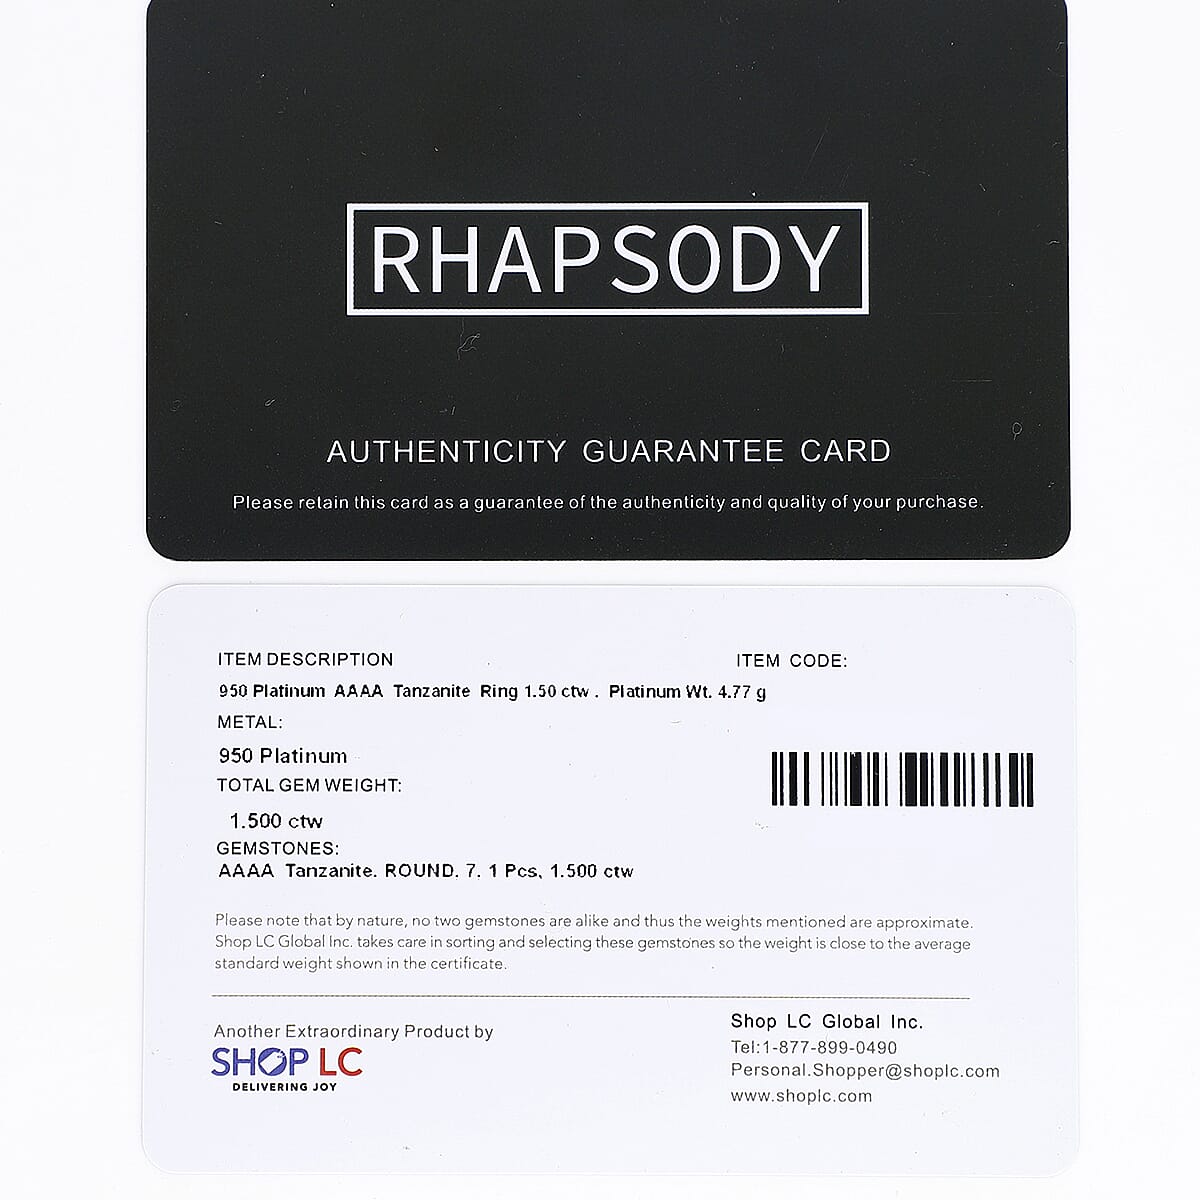 RHAPSODY
AUTHENTICITY GUARANTEE CARD
Please retain this card as a guarantee of the authenticity and quality of your purchase.
ITEM DESCRIPTION
ITEM CODE:
950 Platinum AAAA Tanzanite Ring 1.50 ctw . Platinum Wt. 4.77 g
METAL:
950 Platinum
TOTAL GEM WEIGHT:
1.500 ctw
GEMSTONES:
AAAA Tanzanite. ROUND. 7. 1 Pcs, 1.500 ctw
Please note that by nature, no two gemstones are alike and thus the weights mentioned are approximate.
Shop LC Global Inc. takes care in sorting and selecting these gemstones so the weight is close to the average
standard weight shown in the certificate.
Another Extraordinary Product by
SHOP LC
DELIVERING JOY
Shop LC Global Inc.
Tel:1-877-899-0490
Personal.Shopper@shoplc.com
www.shoplc.com